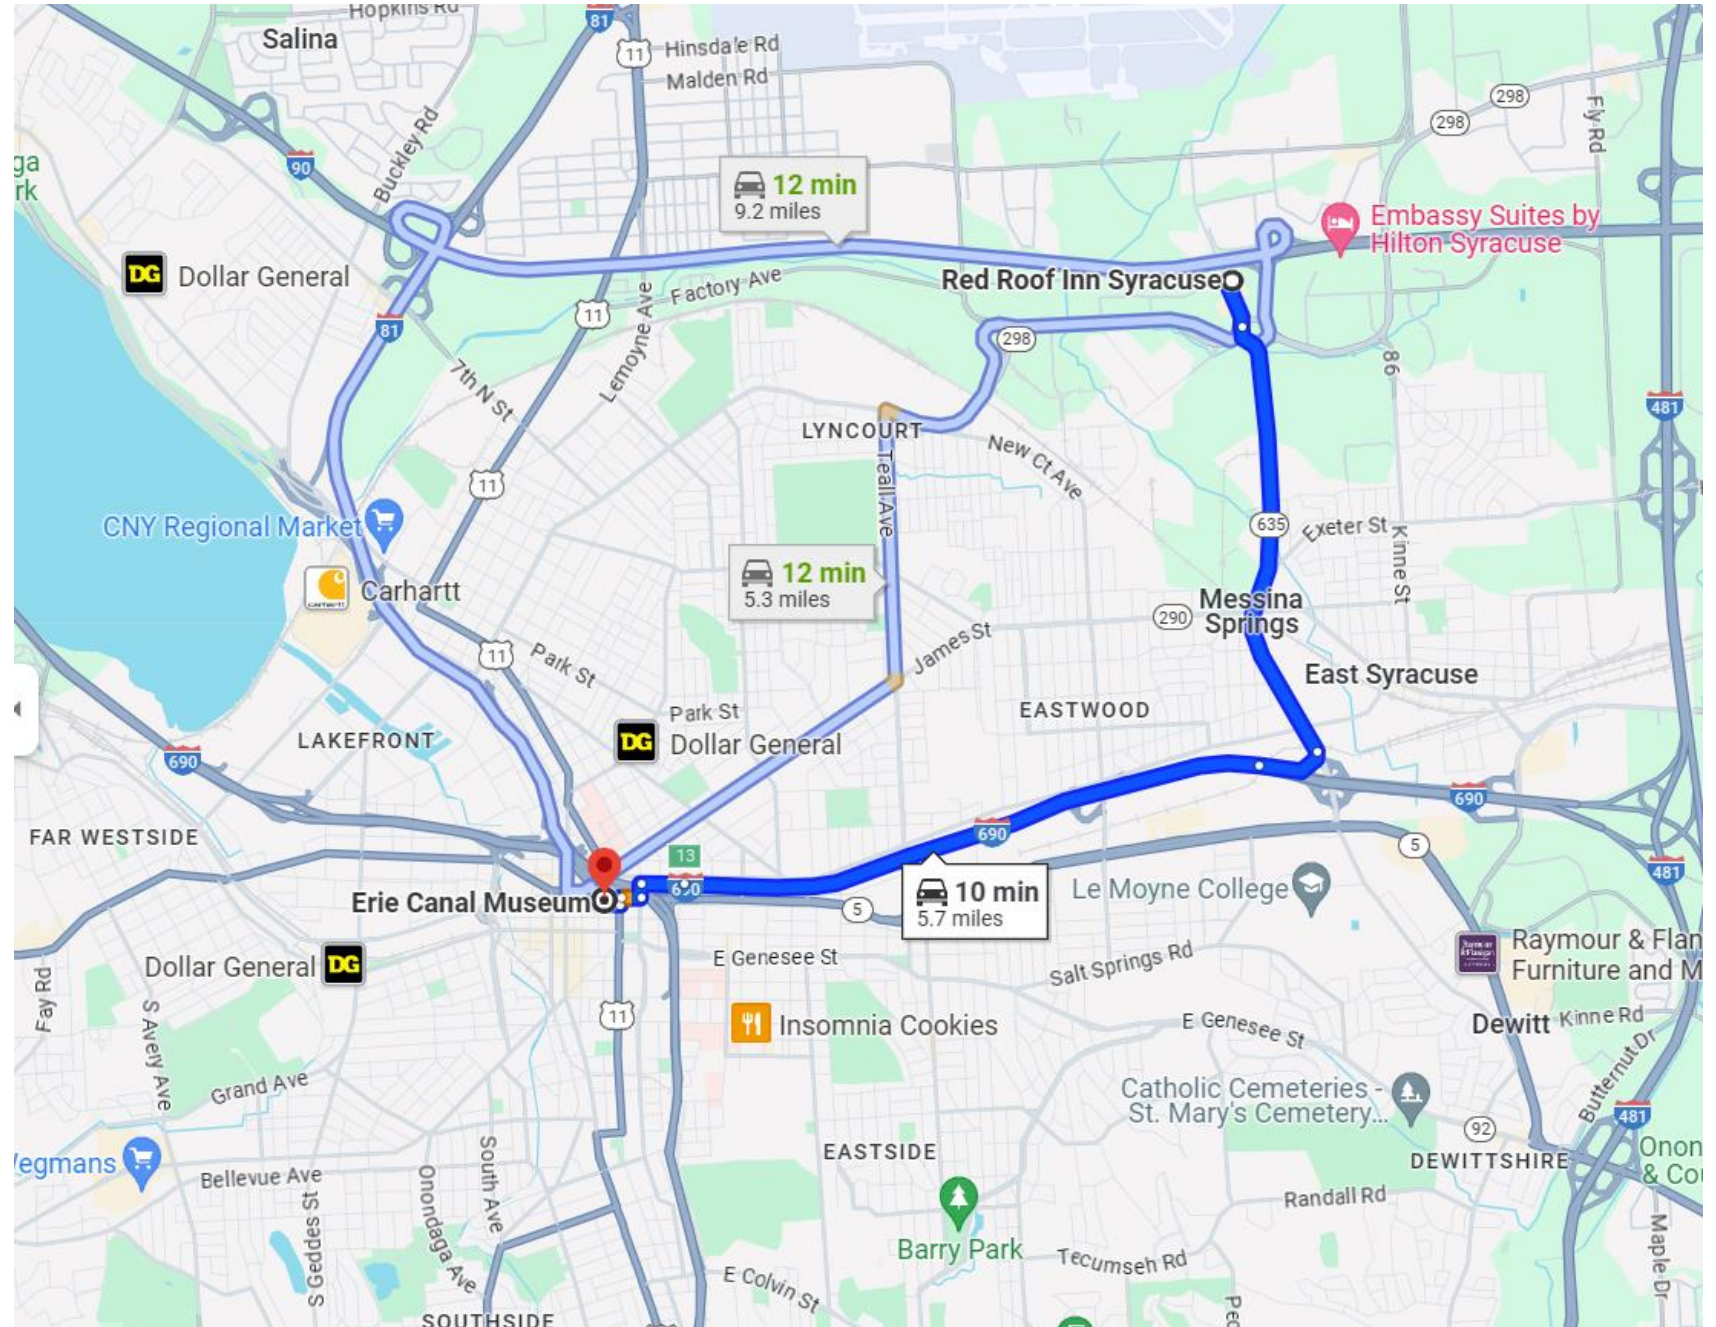 Hopkins Rd
81
Salina
11
Hinsdale Rd
Malden Rd
298
298
Fly Rd
Buckley Rd
90
ga
rk
12 min
9.2 miles
Embassy Suites by
Hilton Syracuse
DG Dollar General
Factory Ave
Red Roof Inn Syracuse
81
11
Lemoyne Ave
298
86
7th N St
481
LYNCOURT
New Ct Ave
Teall Ave
11
CNY Regional Market
635
Exeter St
Kinne St
12 min
5.3 miles
Carhartt
carhartt
Messina
Springs
290
James St
11
Park St
East Syracuse
Park St
EASTWOOD
LAKEFRONT
DG Dollar General
690
690
FAR WESTSIDE
690
5
13
690
481
Erie Canal Museum
10 min
5.7 miles
Le Moyne College
5
E Genesee St
Salt Springs Rd
Raymour & Flan
Furniture and M
Dollar General DG
Fay Rd
S Avery Ave
11
Insomnia Cookies
E Genesee St
Dewitt
Kinne Rd
Butternut Dr
Grand Ave
Catholic Cemeteries -
St. Mary's Cemetery...
481
92
EASTSIDE
DEWITTSHIRE
Onon
& Cou
egmans
Bellevue Ave
South Ave
Onondaga Ave
S Geddes St
Randall Rd
Maple Dr
Barry Park
Tecumseh Rd
E Colvin St
SOUTHSIDE